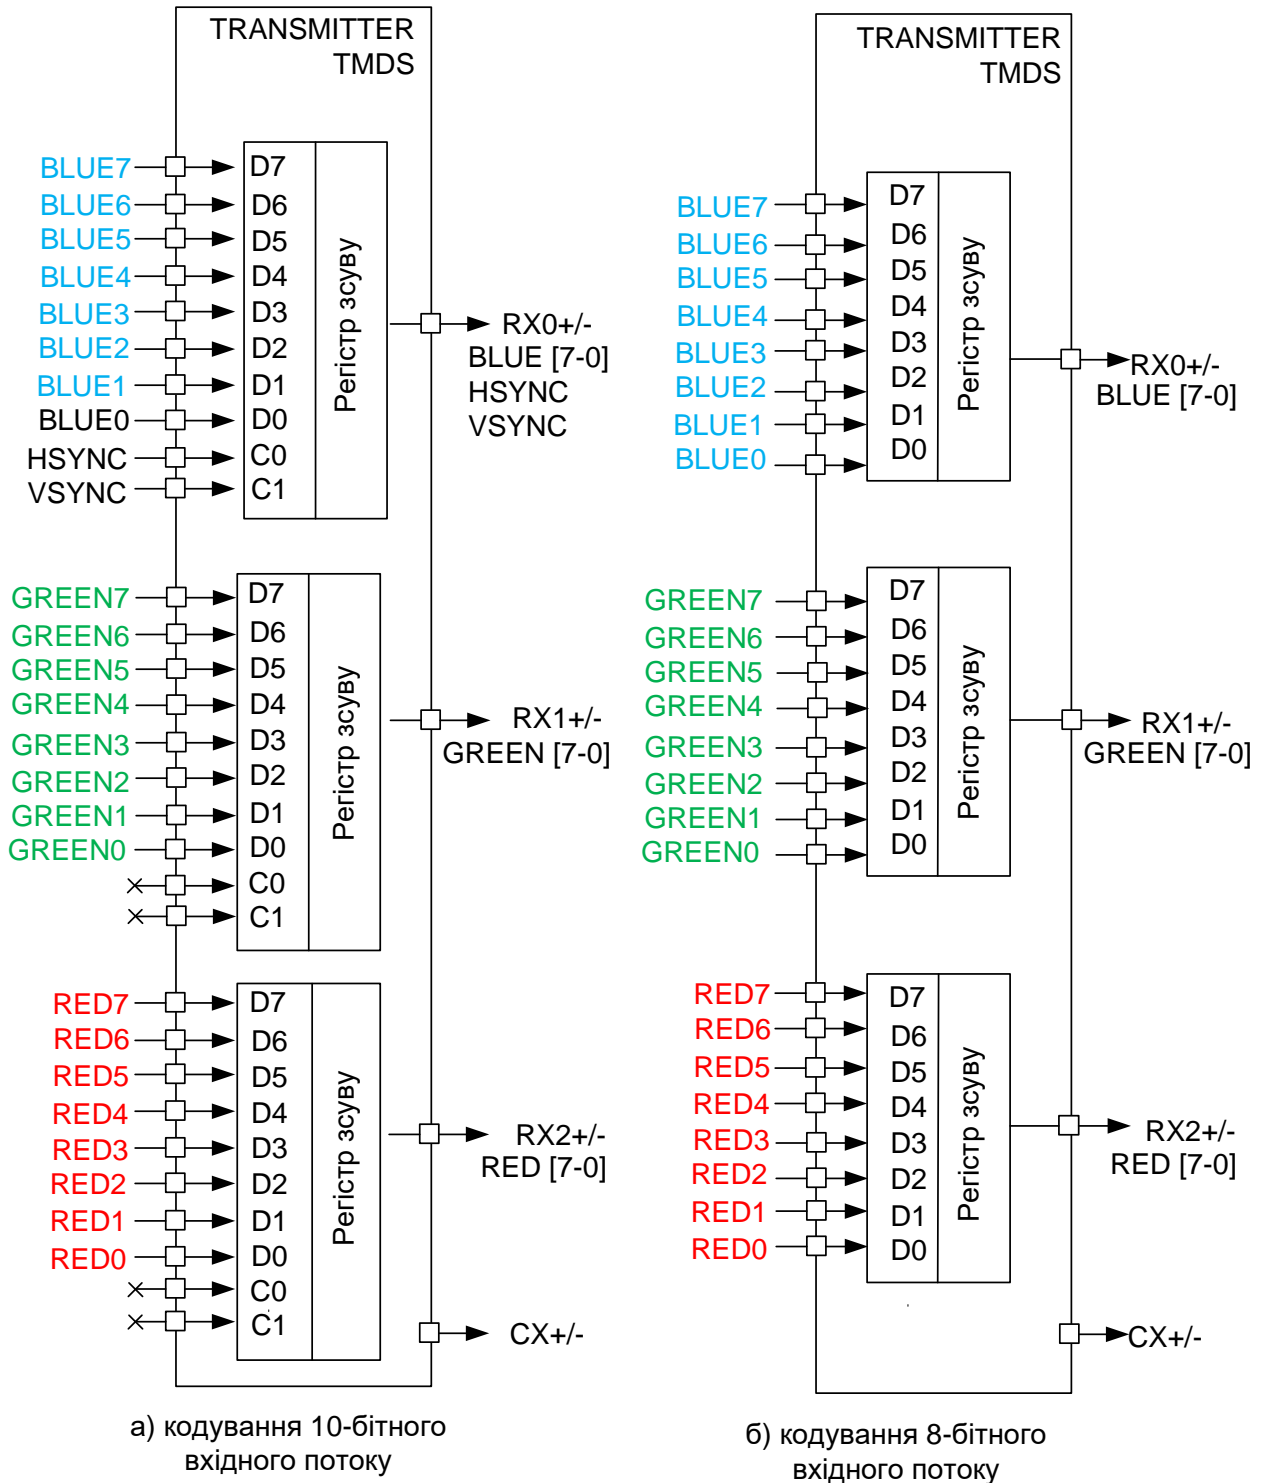 TRANSMITTER
TMDS
BLUE7
BLUE6
BLUE5
BLUE4
BLUE3
BLUE2
BLUE1
BLUE0
HSYNC
VSYNC
D7
D6
D5
D4
D3
D2
D1
D0
C0
C1
Регістр зсуву
RX0+/-
BLUE [7-0]
HSYNC
VSYNC
GREEN7
GREEN6
GREEN5
GREEN4
GREEN3
GREEN2
GREEN1
GREEN0
D7
D6
D5
D4
D3
D2
D1
D0
C0
C1
Регістр зсуву
RX1+/-
GREEN [7-0]
RED7
RED6
RED5
RED4
RED3
RED2
RED1
RED0
D7
D6
D5
D4
D3
D2
D1
D0
C0
C1
Регістр зсуву
RX2+/-
RED [7-0]
CX+/-
а) кодування 10-бітного
вхідного потоку
TRANSMITTER
TMDS
BLUE7
BLUE6
BLUE5
BLUE4
BLUE3
BLUE2
BLUE1
BLUE0
D7
D6
D5
D4
D3
D2
D1
D0
Регістр зсуву
RX0+/-
BLUE [7-0]
GREEN7
GREEN6
GREEN5
GREEN4
GREEN3
GREEN2
GREEN1
GREEN0
D7
D6
D5
D4
D3
D2
D1
D0
Регістр зсуву
RX1+/-
GREEN [7-0]
RED7
RED6
RED5
RED4
RED3
RED2
RED1
RED0
D7
D6
D5
D4
D3
D2
D1
D0
Регістр зсуву
RX2+/-
RED [7-0]
CX+/-
б) кодування 8-бітного
вхідного потоку